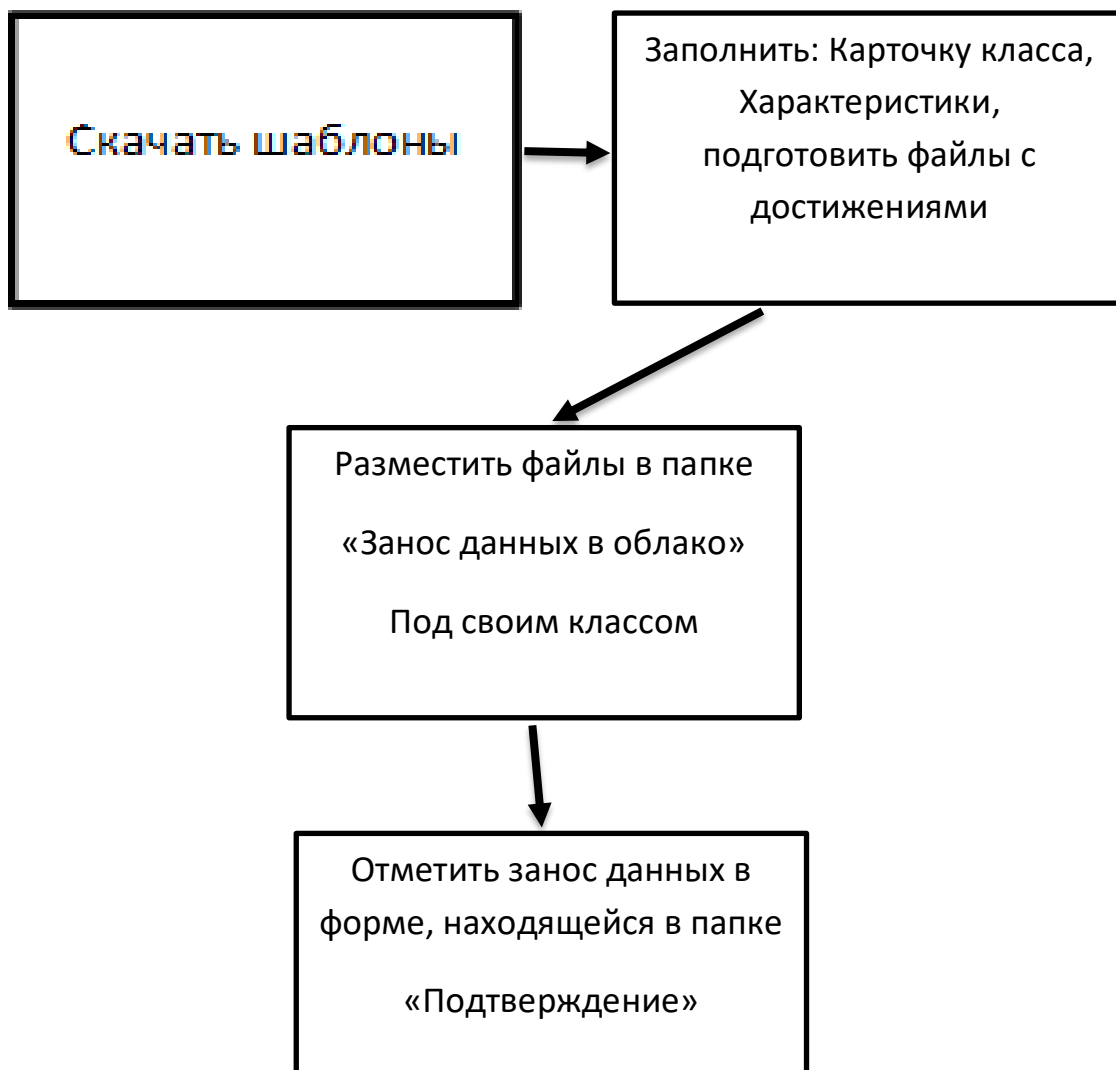 Скачать шаблоны
Заполнить: Карточку класса,
Характеристики,
подготовить файлы с
достижениями
Разместить файлы в папке
«Занос данных в облако»
Под своим классом
Отметить занос данных в
форме, находящейся в папке
«Подтверждение»